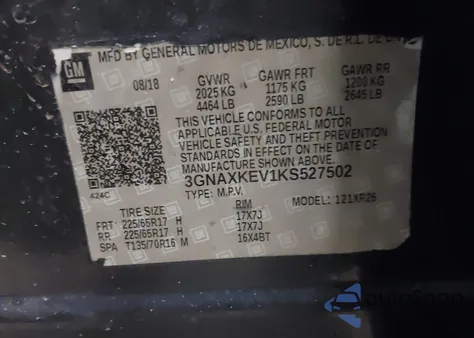 MFD BY GENERAL MOTORS DE MEXICO, S. DE R.L. DE
GM
08/18 GVWR GAWR FRT GAWR RR
2025 KG 1175 KG 1200 KG
4464 LB 2590 LB 2645 LB
THIS VEHICLE CONFORMS TO ALL
APPLICABLE U.S. FEDERAL MOTOR
VEHICLE SAFETY AND THEFT PREVENTION
STANDARDS IN EFFECT ON THE DATE OF
MANUFACTURE SHOWN ABOVE.
3GNAXKEV1KS527502
424C TYPE: M.P.V. MODEL: 121XR26
TIRE SIZE RIM
FRT 225/65R17 H 17X7J
RR 225/65R17 H 17X7J
SPA T135/70R16 M 16X4BT